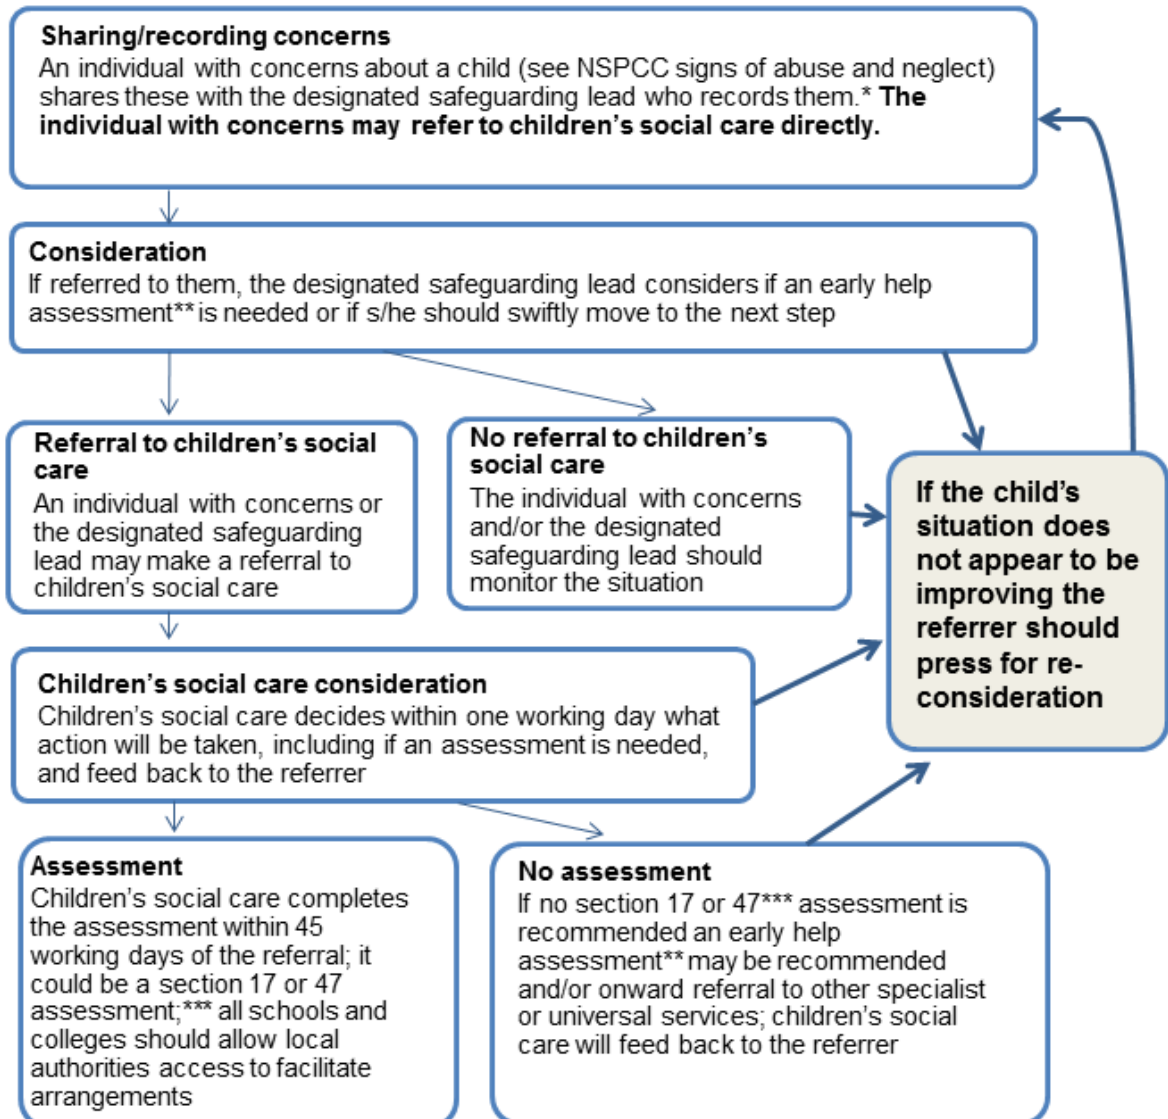 Sharing/recording concerns
An individual with concerns about a child (see NSPCC signs of abuse and neglect)
shares these with the designated safeguarding lead who records them.* The
individual with concerns may refer to children's social care directly.
Consideration
If referred to them, the designated safeguarding lead considers if an early help
assessment** is needed or if s/he should swiftly move to the next step
Referral to children's social
care
An individual with concerns or
the designated safeguarding
lead may make a referral to
children's social care
No referral to children's
social care
The individual with concerns
and/or the designated
safeguarding lead should
monitor the situation
If the child's
situation does
not appear to be
improving the
referrer should
press for re-
consideration
Children's social care consideration
Children's social care decides within one working day what
action will be taken, including if an assessment is needed,
and feed back to the referrer
Assessment
Children's social care completes
the assessment within 45
working days of the referral; it
could be a section 17 or 47
assessment;*** all schools and
colleges should allow local
authorities access to facilitate
arrangements
No assessment
If no section 17 or 47*** assessment is
recommended an early help
assessment** may be recommended
and/or onward referral to other specialist
or universal services; children's social
care will feed back to the referrer